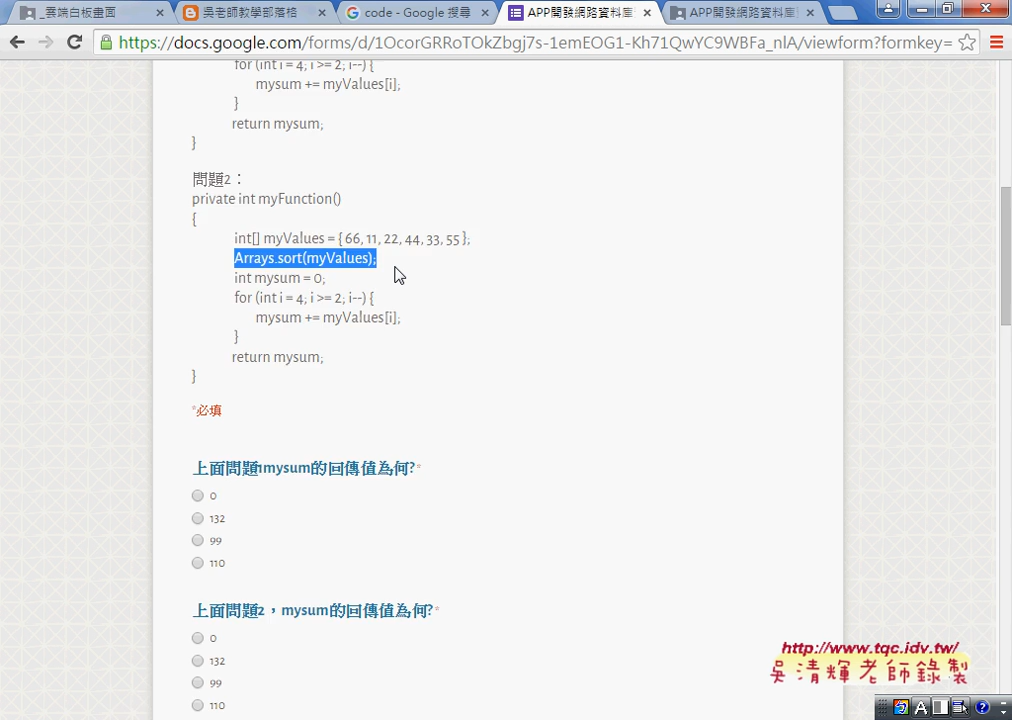 _雲端白板畫面
吳老師教學部落格
code - Google 搜尋
APP開發網路資料庫
APP開發網路資料庫
https://docs.google.com/forms/d/1OcorGRRoTOkZbgj7s-1emEOG1-Kh71QwYC9WBFa_nlA/viewform?formkey=
for (int i = 4; i >= 2; i--) {
mysum += myValues[i];
}
return mysum;
}
問題2：
private int myFunction()
{
int[] myValues = { 66, 11, 22, 44, 33, 55 };
Arrays.sort(myValues);
int mysum = 0;
for (int i = 4; i >= 2; i--) {
mysum += myValues[i];
}
return mysum;
}
*必填
上面問題1mysum的回傳值為何?*
0
132
99
110
上面問題2，mysum的回傳值為何?*
0
132
99
110
http://www.tqc.idv.tw/
吳清輝老師錄製